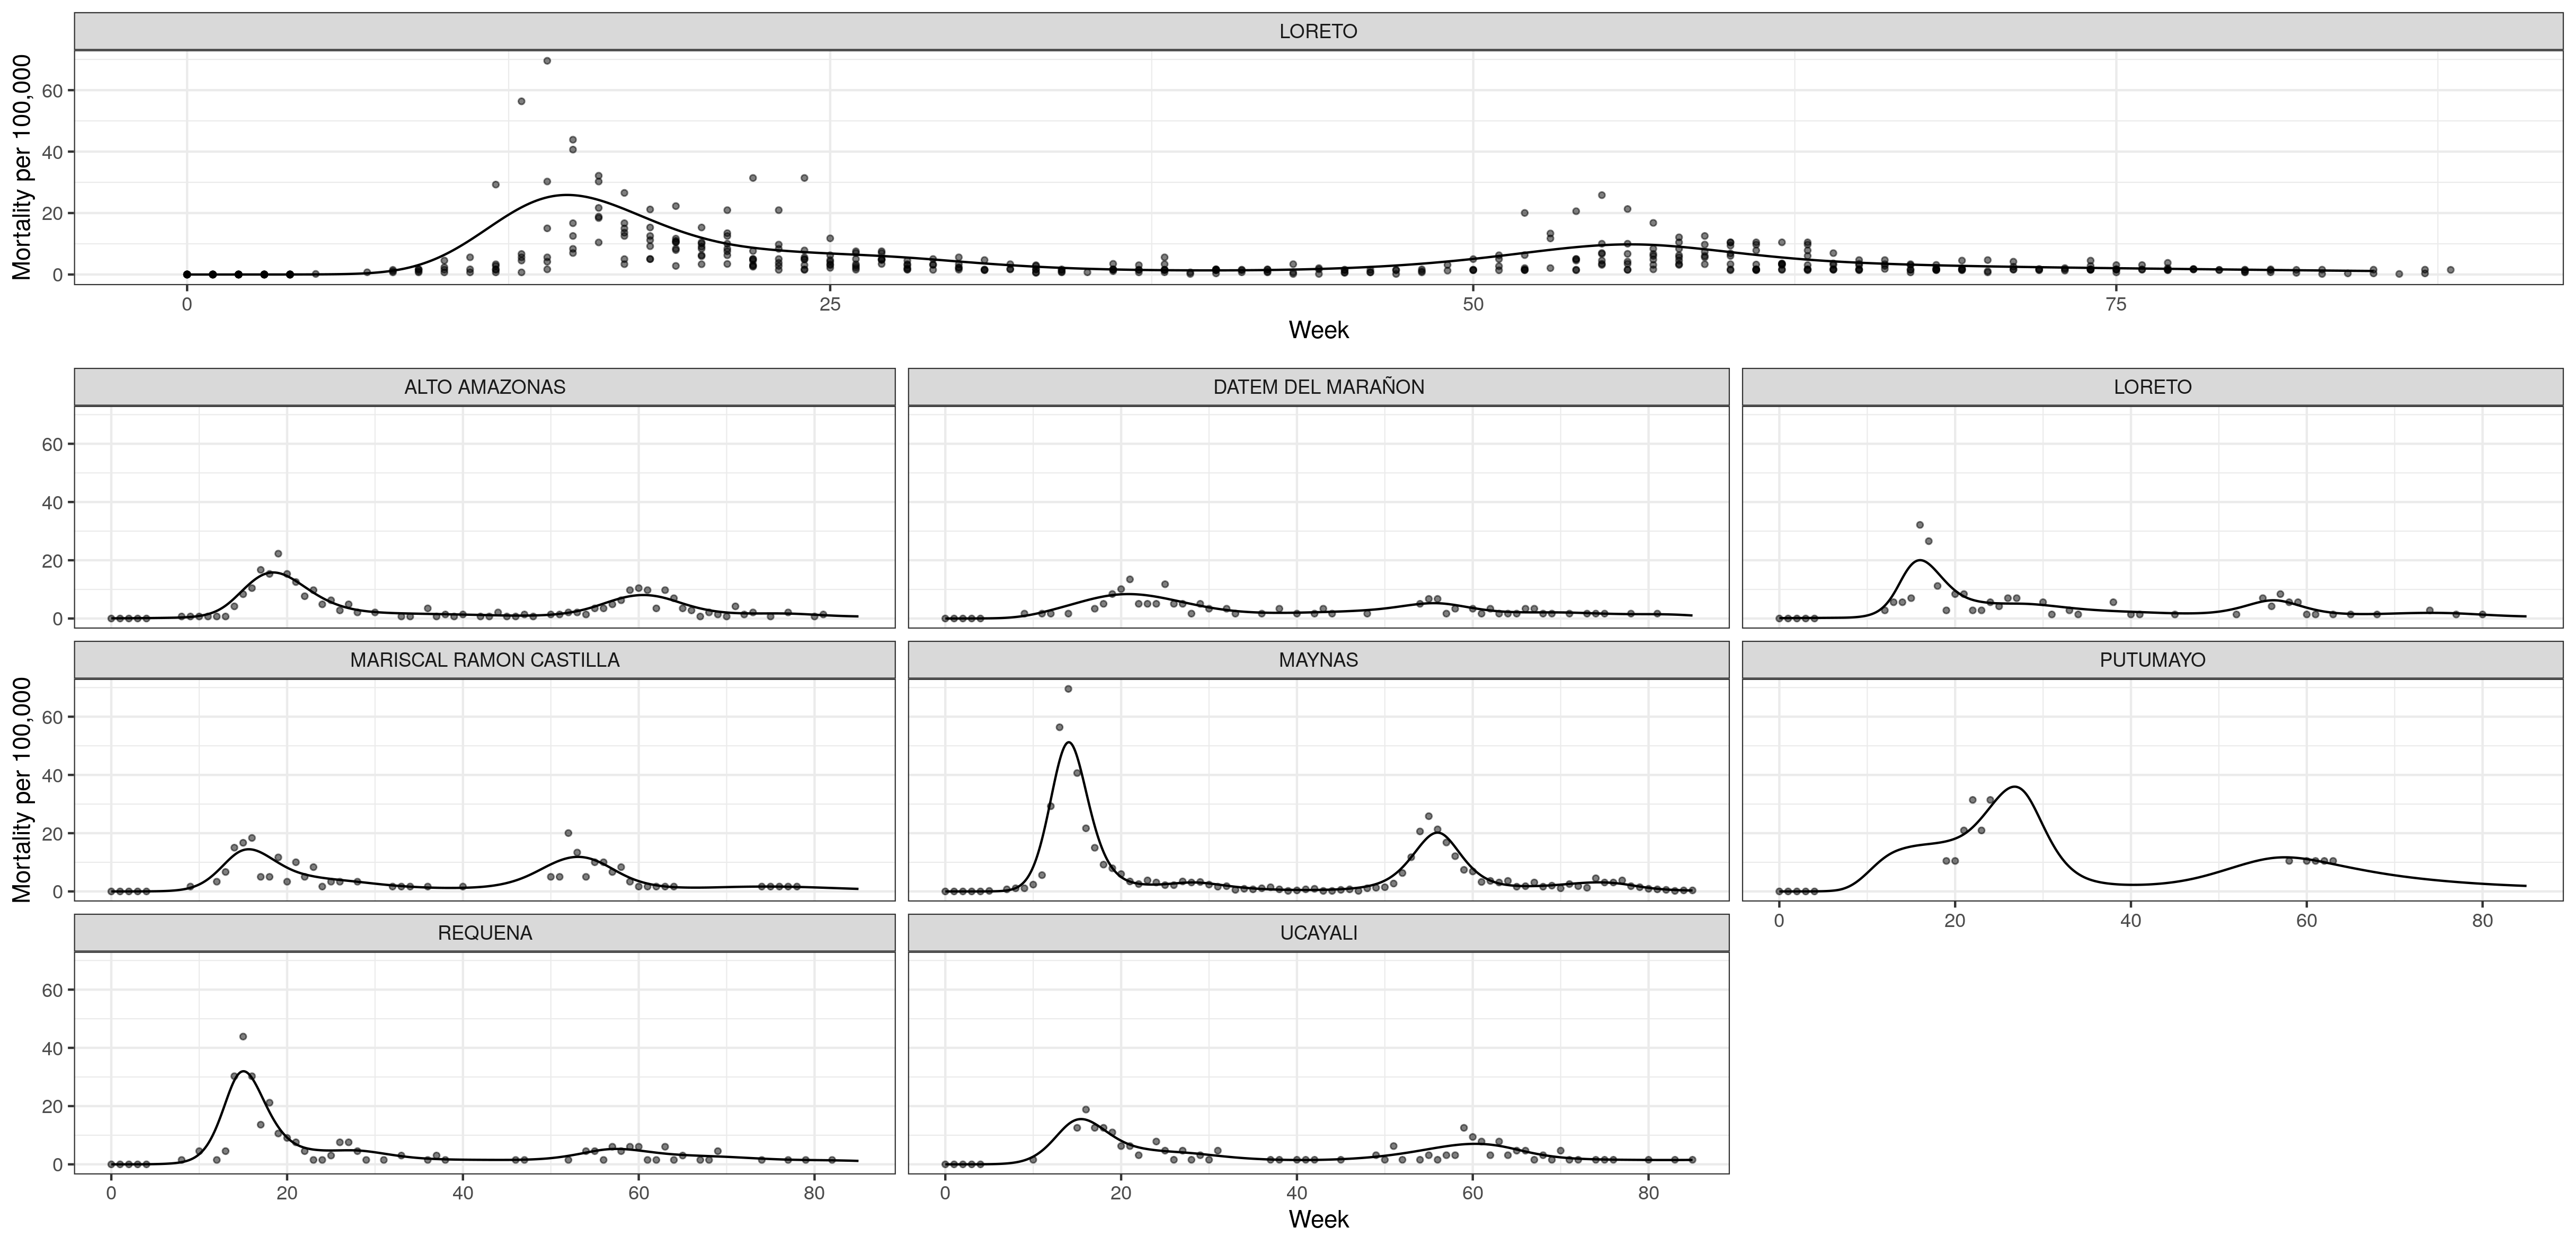 LORETO
Mortality per 100,000
60
40
20
0
0 25 50 75
Week
ALTO AMAZONAS DATEM DEL MARAÑON LORETO
60
40
20
0
MARISCAL RAMON CASTILLA MAYNAS PUTUMAYO
Mortality per 100,000
60
40
20
0
0 20 40 60 80
REQUENA UCAYALI
60
40
20
0
0 20 40 60 80 0 20 40 60 80
Week